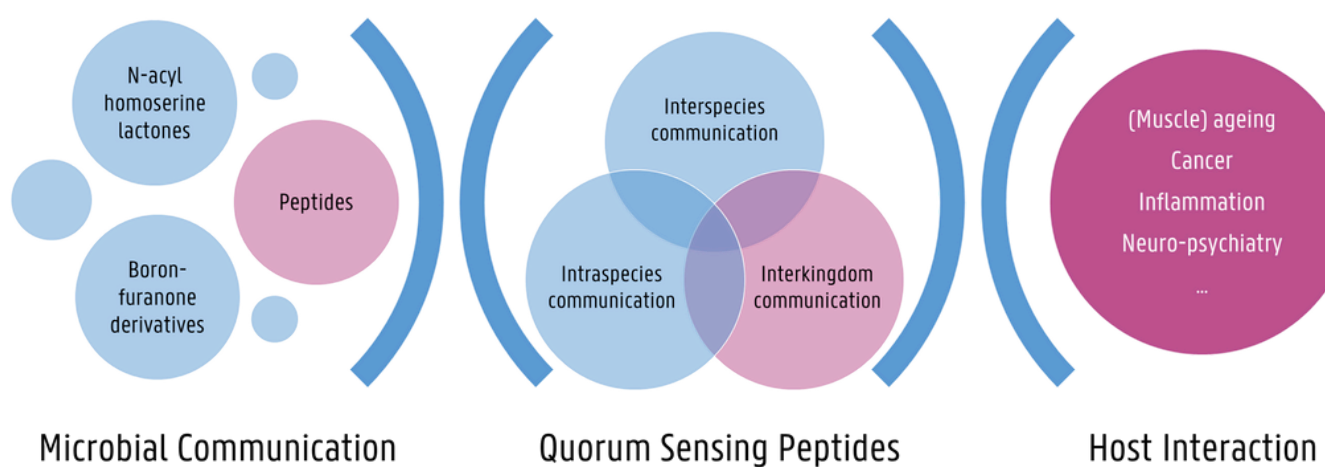 N-acyl
homoserine
lactones
Peptides
Boron-
furanone
derivatives
Interspecies
communication
Intraspecies
communication
Interkingdom
communication
(Muscle) ageing
Cancer
Inflammation
Neuro-psychiatry
...
Microbial Communication
Quorum Sensing Peptides
Host Interaction